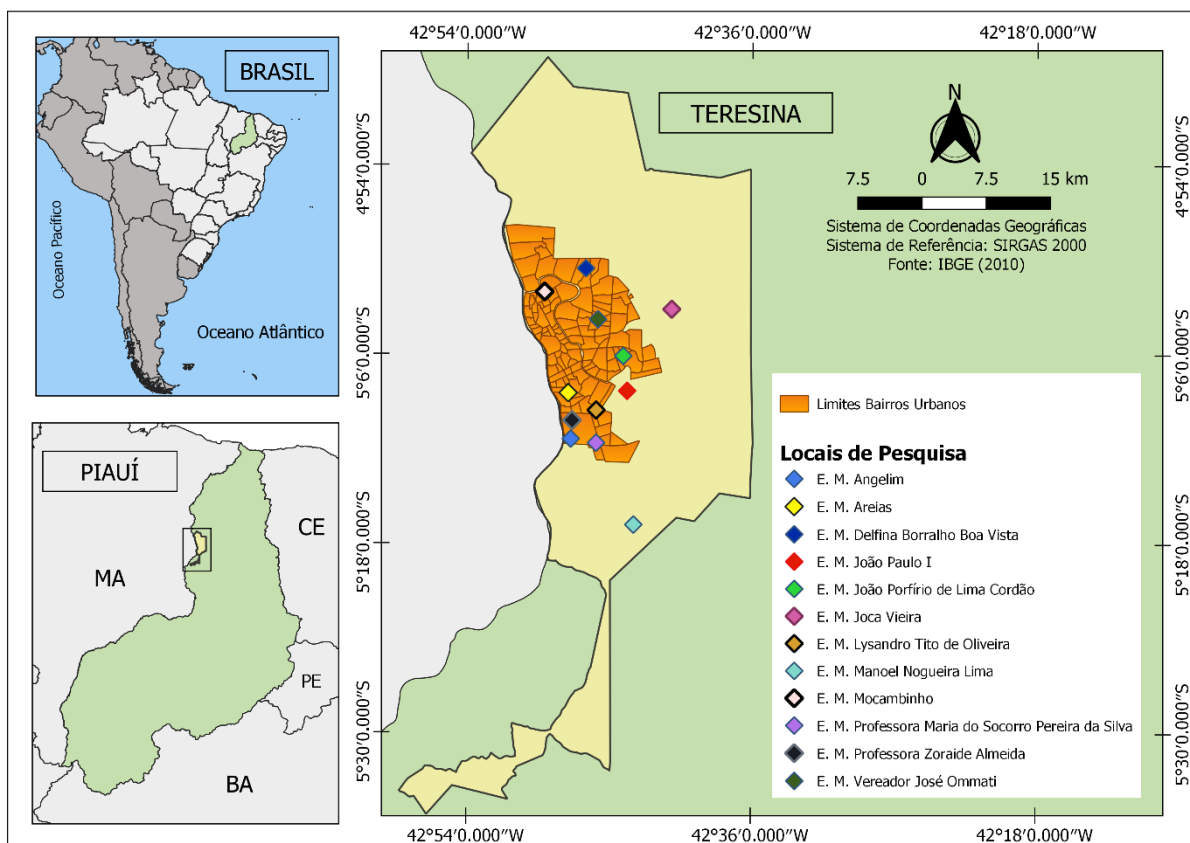 BRASIL
Oceano Pacífico
Oceano Atlântico
PIAUÍ
CE
MA
PE
BA
42°54'0.000"W
42°36'0.000"W
42°18'0.000"W
TERESINA
N
7.5 0 7.5 15 km
Sistema de Coordenadas Geográficas
Sistema de Referência: SIRGAS 2000
Fonte: IBGE (2010)
4°54'0.000"S
4°54'0.000"S
5°6'0.000"S
5°6'0.000"S
5°18'0.000"S
5°18'0.000"S
5°30'0.000"S
5°30'0.000"S
Limites Bairros Urbanos
Locais de Pesquisa
E. M. Angelim
E. M. Areias
E. M. Delfina Borralho Boa Vista
E. M. João Paulo I
E. M. João Porfírio de Lima Cordão
E. M. Joca Vieira
E. M. Lysandro Tito de Oliveira
E. M. Manoel Nogueira Lima
E. M. Mocambinho
E. M. Professora Maria do Socorro Pereira da Silva
E. M. Professora Zoraide Almeida
E. M. Vereador José Ommati
42°54'0.000"W
42°36'0.000"W
42°18'0.000"W